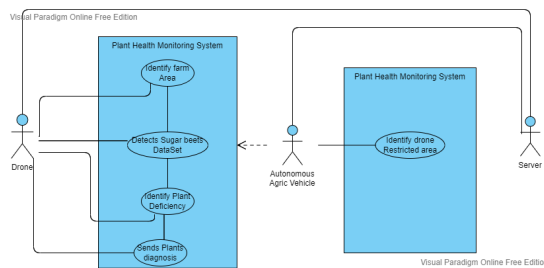 Visual Paradigm Online Free Edition
Plant Health Monitoring System
Identify farm
Area
Detects Sugar beets
DataSet
Identify Plant
Deficiency
Sends Plants
diagnosis
Drone
Autonomous
Agric Vehicle
Plant Health Monitoring System
Identify drone
Restricted area
Server
Visual Paradigm Online Free Editio